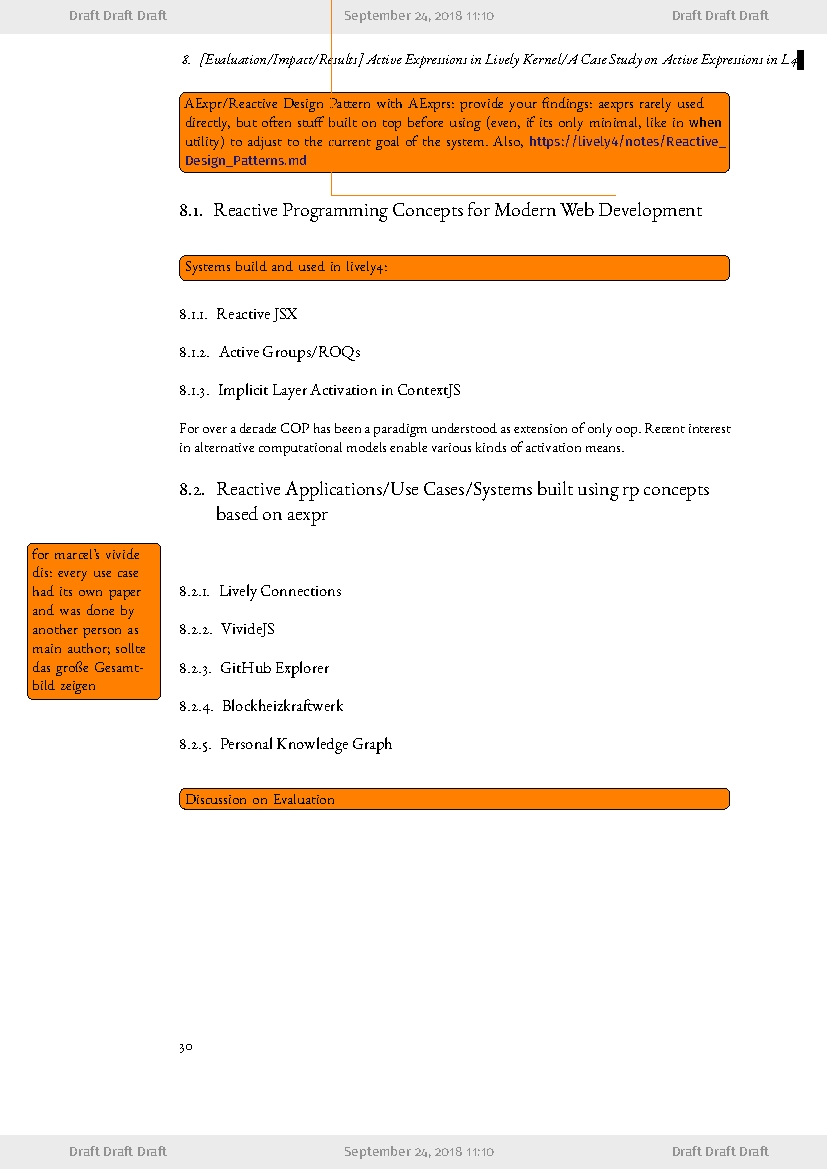 Draft Draft Draft September 24, 2018 11:10 Draft Draft Draft
8. [Evaluation/Impact/Results] Active Expressions in Lively Kernel/A Case Study on Active Expressions in L4
AExpr/Reactive Design Pattern with AExprs: provide your findings: aexprs rarely used
directly, but often stuff built on top before using (even, if its only minimal, like in when
utility) to adjust to the current goal of the system. Also, https://lively4/notes/Reactive_
Design_Patterns.md
8.1. Reactive Programming Concepts for Modern Web Development
Systems build and used in lively4:
8.1.1. Reactive JSX
8.1.2. Active Groups/ROQs
8.1.3. Implicit Layer Activation in ContextJS
For over a decade COP has been a paradigm understood as extension of only oop. Recent interest
in alternative computational models enable various kinds of activation means.
8.2. Reactive Applications/Use Cases/Systems built using rp concepts
based on aexpr
for marcel's vivide
dis: every use case
had its own paper
and was done by
another person as
main author; sollte
das große Gesamt-
bild zeigen
8.2.1. Lively Connections
8.2.2. VivideJS
8.2.3. GitHub Explorer
8.2.4. Blockheizkraftwerk
8.2.5. Personal Knowledge Graph
Discussion on Evaluation
30
Draft Draft Draft September 24, 2018 11:10 Draft Draft Draft